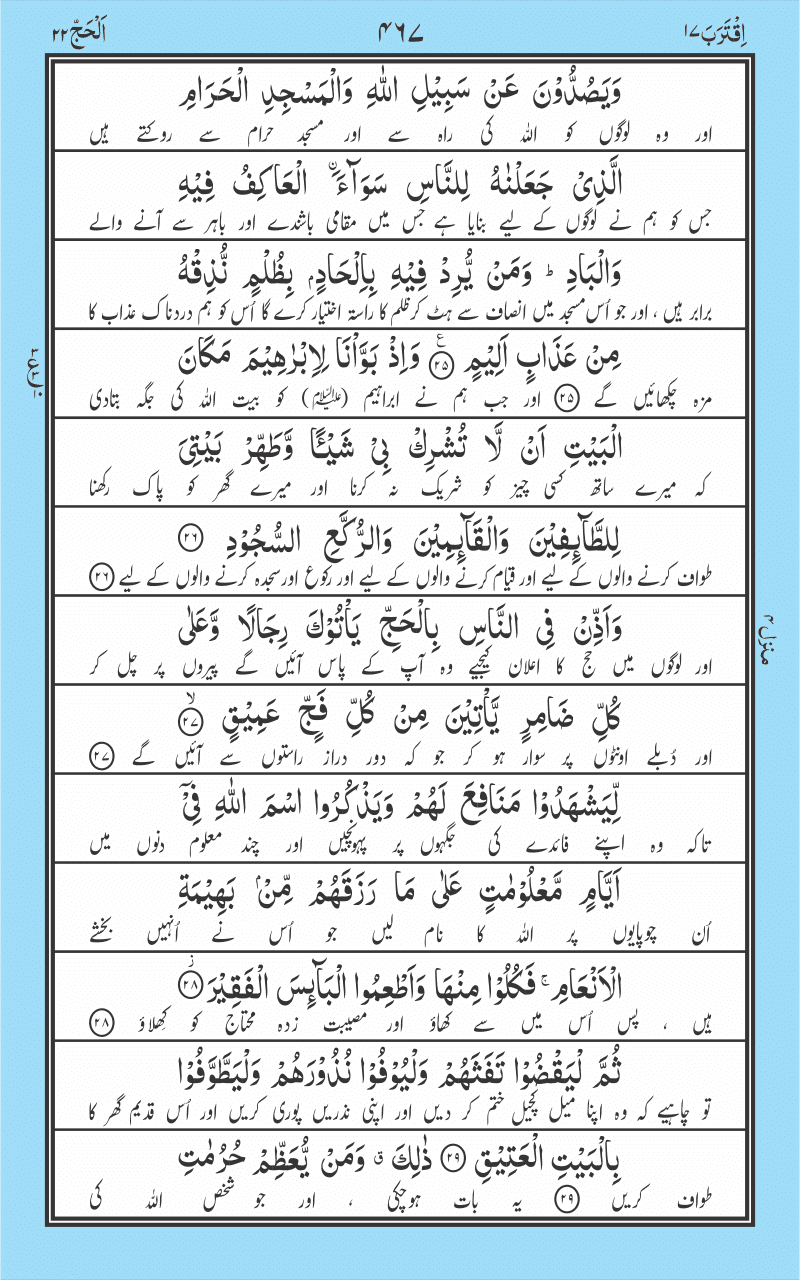 اِقْتَرَبَ ١٧
٤٦٧
اَلْحَجّ ٢٢
وَيَصُدُّوْنَ عَنْ سَبِيْلِ اللّٰهِ وَالْمَسْجِدِ الْحَرَامِ
اور وہ لوگوں کو اللہ کی راہ سے اور مسجد حرام سے روکتے ہیں
الَّذِىْ جَعَلْنٰهُ لِلنَّاسِ سَوَآءَۨ الْعَاكِفُ فِيْهِ
جس کو ہم نے لوگوں کے لیے بنایا ہے جس میں مقامی باشندے اور باہر سے آنے والے
وَالْبَادِ ؕ وَمَنْ يُّرِدْ فِيْهِ بِاِلْحَادٍۢ بِظُلْمٍ نُّذِقْهُ
برابر ہیں ، اور جو اُس مسجد میں انصاف سے ہٹ کر ظلم کا راستہ اختیار کرے گا اُس کو ہم دردناک عذاب کا
مِنْ عَذَابٍ اَلِيْمٍ ﴿٢٥﴾ ع وَاِذْ بَوَّاْنَا لِاِبْرٰهِيْمَ مَكَانَ
مزہ چکھائیں گے ﴿٢٥﴾ اور جب ہم نے ابراہیم (علیہ السلام) کو بیت اللہ کی جگہ بتادی
الْبَيْتِ اَنْ لَّا تُشْرِكْ بِىْ شَيْـًٔـا وَّطَهِّرْ بَيْتِىَ
کہ میرے ساتھ کسی چیز کو شریک نہ کرنا اور میرے گھر کو پاک رکھنا
لِلطَّآئِفِيْنَ وَالْقَآئِمِيْنَ وَالرُّكَّعِ السُّجُوْدِ ﴿٢٦﴾
طواف کرنے والوں کے لیے اور قیام کرنے والوں کے لیے اور رکوع اور سجدہ کرنے والوں کے لیے ﴿٢٦﴾
وَاَذِّنْ فِى النَّاسِ بِالْحَجِّ يَاْتُوْكَ رِجَالًا وَّعَلٰى
اور لوگوں میں حج کا اعلان کیجیے وہ آپ کے پاس آئیں گے پیروں پر چل کر
كُلِّ ضَامِرٍ يَّاْتِيْنَ مِنْ كُلِّ فَجٍّ عَمِيْقٍ ﴿٢٧﴾ ۙ
اور دُبلے اونٹوں پر سوار ہو کر جو کہ دور دراز راستوں سے آئیں گے ﴿٢٧﴾
لِّيَشْهَدُوْا مَنَافِعَ لَهُمْ وَيَذْكُرُوا اسْمَ اللّٰهِ فِىْٓ
تاکہ وہ اپنے فائدے کی جگہوں پر پہونچیں اور چند معلوم دنوں میں
اَيَّامٍ مَّعْلُوْمٰتٍ عَلٰى مَا رَزَقَهُمْ مِّنْۢ بَهِيْمَةِ
اُن چوپایوں پر اللہ کا نام لیں جو اُس نے اُنہیں بخشے
الْاَنْعَامِ ۚ فَكُلُوْا مِنْهَا وَاَطْعِمُوا الْبَآئِسَ الْفَقِيْرَ ﴿٢٨﴾ ز
ہیں ، پس اُس میں سے کھاؤ اور مصیبت زدہ محتاج کو کھلاؤ ﴿٢٨﴾
ثُمَّ لْيَقْضُوْا تَفَثَهُمْ وَلْيُوْفُوْا نُذُوْرَهُمْ وَلْيَطَّوَّفُوْا
تو چاہیے کہ وہ اپنا میل کچیل ختم کر دیں اور اپنی نذریں پوری کریں اور اُس قدیم گھر کا
بِالْبَيْتِ الْعَتِيْقِ ﴿٢٩﴾ ذٰلِكَ ق وَمَنْ يُّعَظِّمْ حُرُمٰتِ
طواف کریں ﴿٢٩﴾ یہ بات ہوچکی ، اور جو شخص اللہ کی
منزل ٤